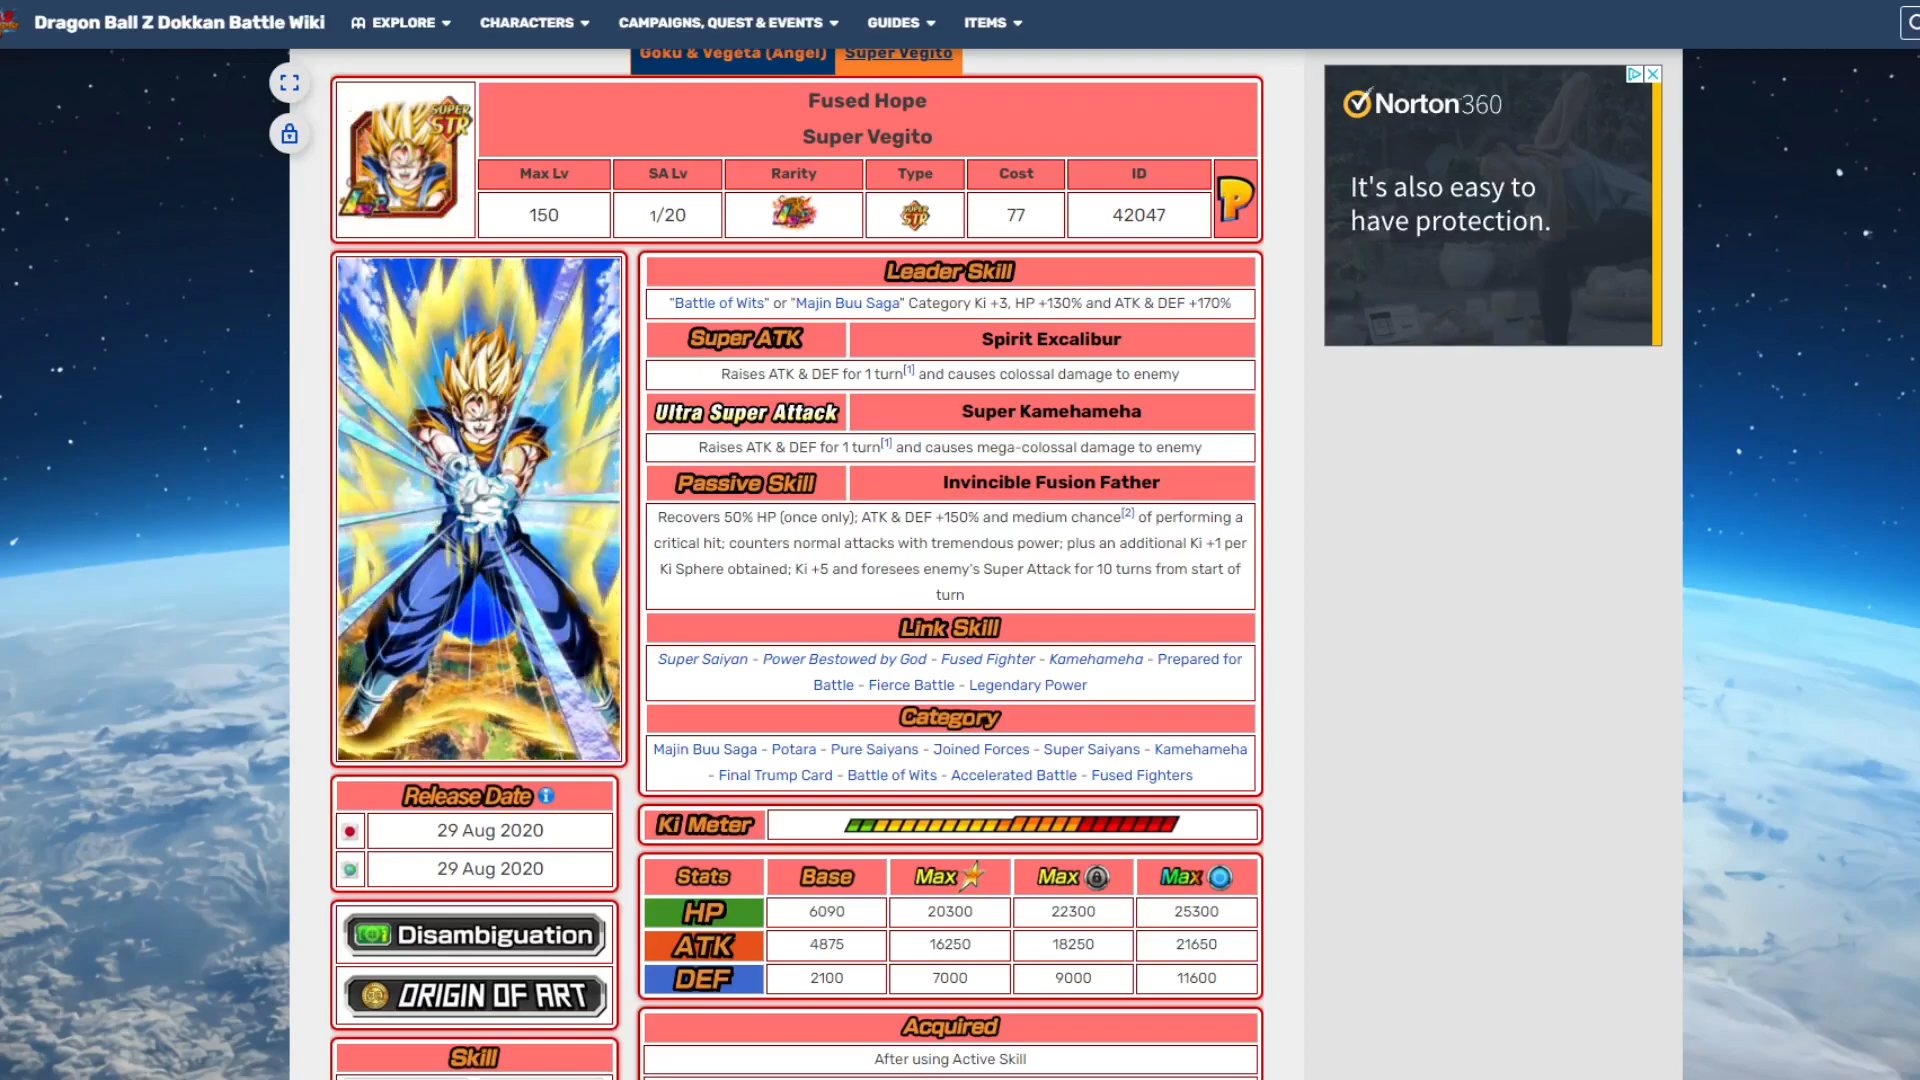 Dragon Ball Z Dokkan Battle Wiki
EXPLORE
CHARACTERS
CAMPAIGNS, QUEST & EVENTS
GUIDES
ITEMS
Goku & Vegeta (Angel)
Super Vegito
SUPER
STR
LR
Fused Hope
Super Vegito
Max Lv
SA Lv
Rarity
Type
Cost
ID
150
1/20
LR
SUPER STR
77
42047
P
Leader Skill
"Battle of Wits" or "Majin Buu Saga" Category Ki +3, HP +130% and ATK & DEF +170%
Super ATK
Spirit Excalibur
Raises ATK & DEF for 1 turn[1] and causes colossal damage to enemy
Ultra Super Attack
Super Kamehameha
Raises ATK & DEF for 1 turn[1] and causes mega-colossal damage to enemy
Passive Skill
Invincible Fusion Father
Recovers 50% HP (once only); ATK & DEF +150% and medium chance[2] of performing a
critical hit; counters normal attacks with tremendous power; plus an additional Ki +1 per
Ki Sphere obtained; Ki +5 and foresees enemy's Super Attack for 10 turns from start of
turn
Link Skill
Super Saiyan - Power Bestowed by God - Fused Fighter - Kamehameha - Prepared for
Battle - Fierce Battle - Legendary Power
Category
Majin Buu Saga - Potara - Pure Saiyans - Joined Forces - Super Saiyans - Kamehameha
- Final Trump Card - Battle of Wits - Accelerated Battle - Fused Fighters
Release Date
29 Aug 2020
29 Aug 2020
Disambiguation
ORIGIN OF ART
Skill
Ki Meter
Stats
Base
Max
Max
Max
HP
6090
20300
22300
25300
ATK
4875
16250
18250
21650
DEF
2100
7000
9000
11600
Acquired
After using Active Skill
Norton360
It's also easy to
have protection.